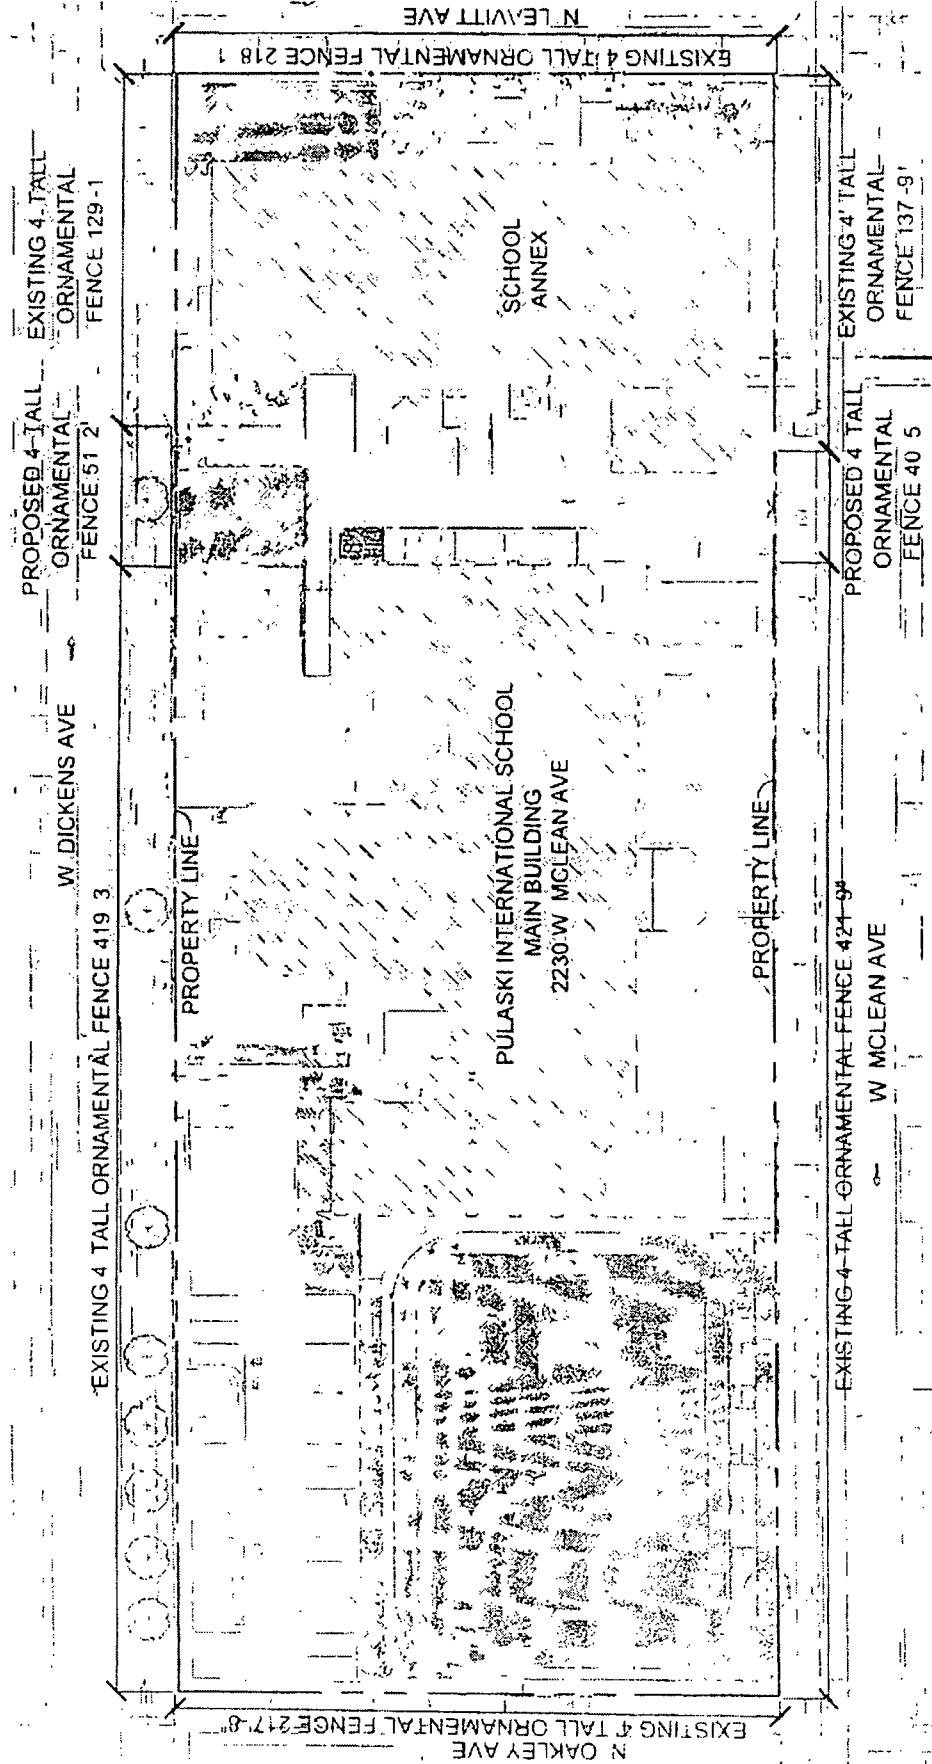 N LEAVITT AVE
EXISTING 4' TALL ORNAMENTAL FENCE 218 1
PROPOSED 4 TALL
ORNAMENTAL
FENCE 51 2'
EXISTING 4 TALL
ORNAMENTAL
FENCE 129-1
W DICKENS AVE
EXISTING 4 TALL ORNAMENTAL FENCE 419 3
PROPERTY LINE
SCHOOL
ANNEX
PULASKI INTERNATIONAL SCHOOL
MAIN BUILDING
2230 W MCLEAN AVE
PROPERTY LINE
EXISTING 4 TALL ORNAMENTAL FENCE 421-9"
W MCLEAN AVE
PROPOSED 4 TALL
ORNAMENTAL
FENCE 40 5
EXISTING 4' TALL
ORNAMENTAL
FENCE 137-9'
EXISTING 4' TALL ORNAMENTAL FENCE 217'-8"
N OAKLEY AVE